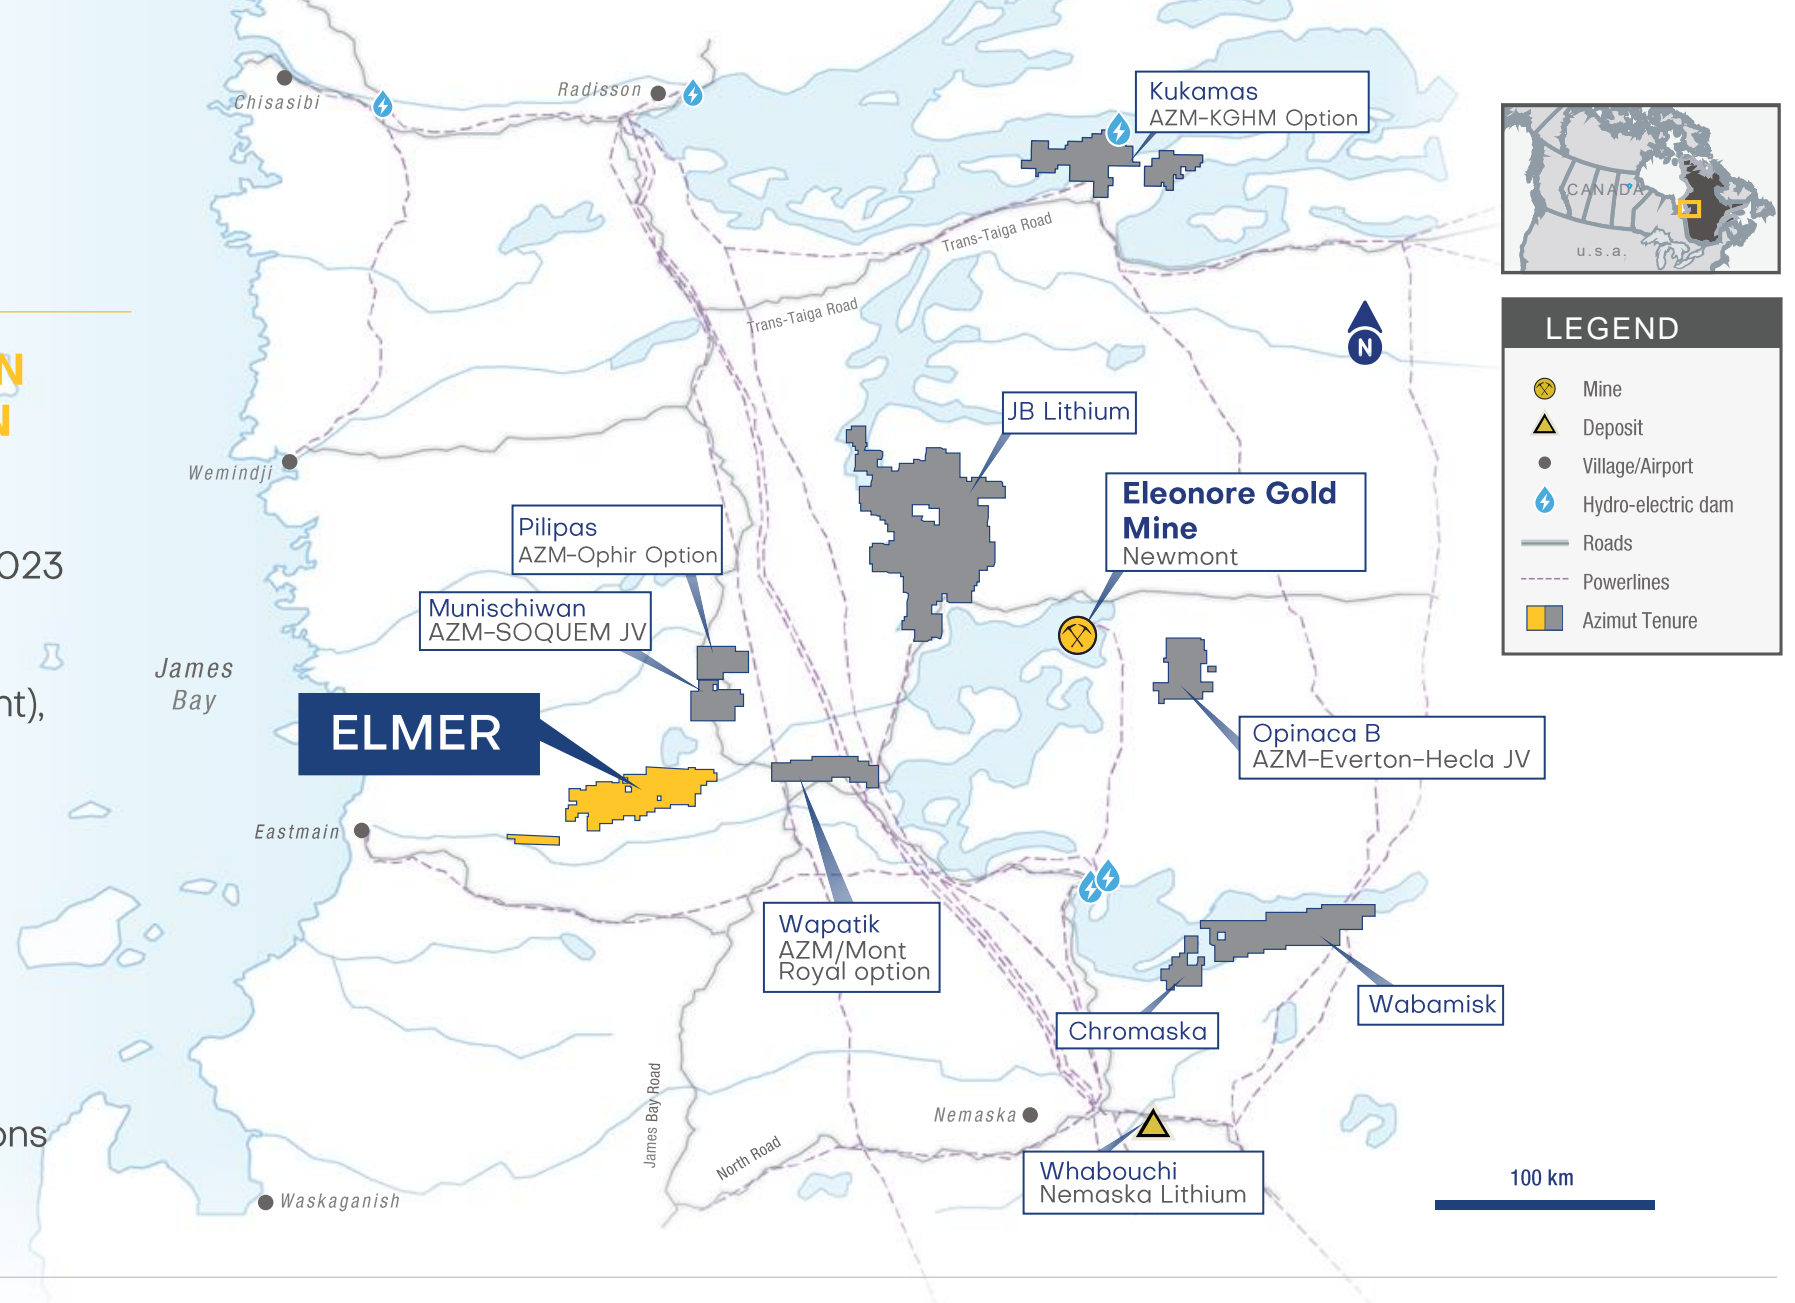 N
N
023
nt),
ons
Chisasibi
Radisson
Kukamas
AZM-KGHM Option
Trans-Taiga Road
Trans-Taiga Road
CANADA
u.s.a.
N
LEGEND
Mine
Deposit
Village/Airport
Hydro-electric dam
Roads
Powerlines
Azimut Tenure
JB Lithium
Wemindji
Eleonore Gold
Mine
Newmont
Pilipas
AZM-Ophir Option
Munischiwan
AZM-SOQUEM JV
James
Bay
ELMER
Opinaca B
AZM-Everton-Hecla JV
Eastmain
Wapatik
AZM/Mont
Royal option
Wabamisk
Chromaska
James Bay Road
North Road
Nemaska
Whabouchi
Nemaska Lithium
Waskaganish
100 km